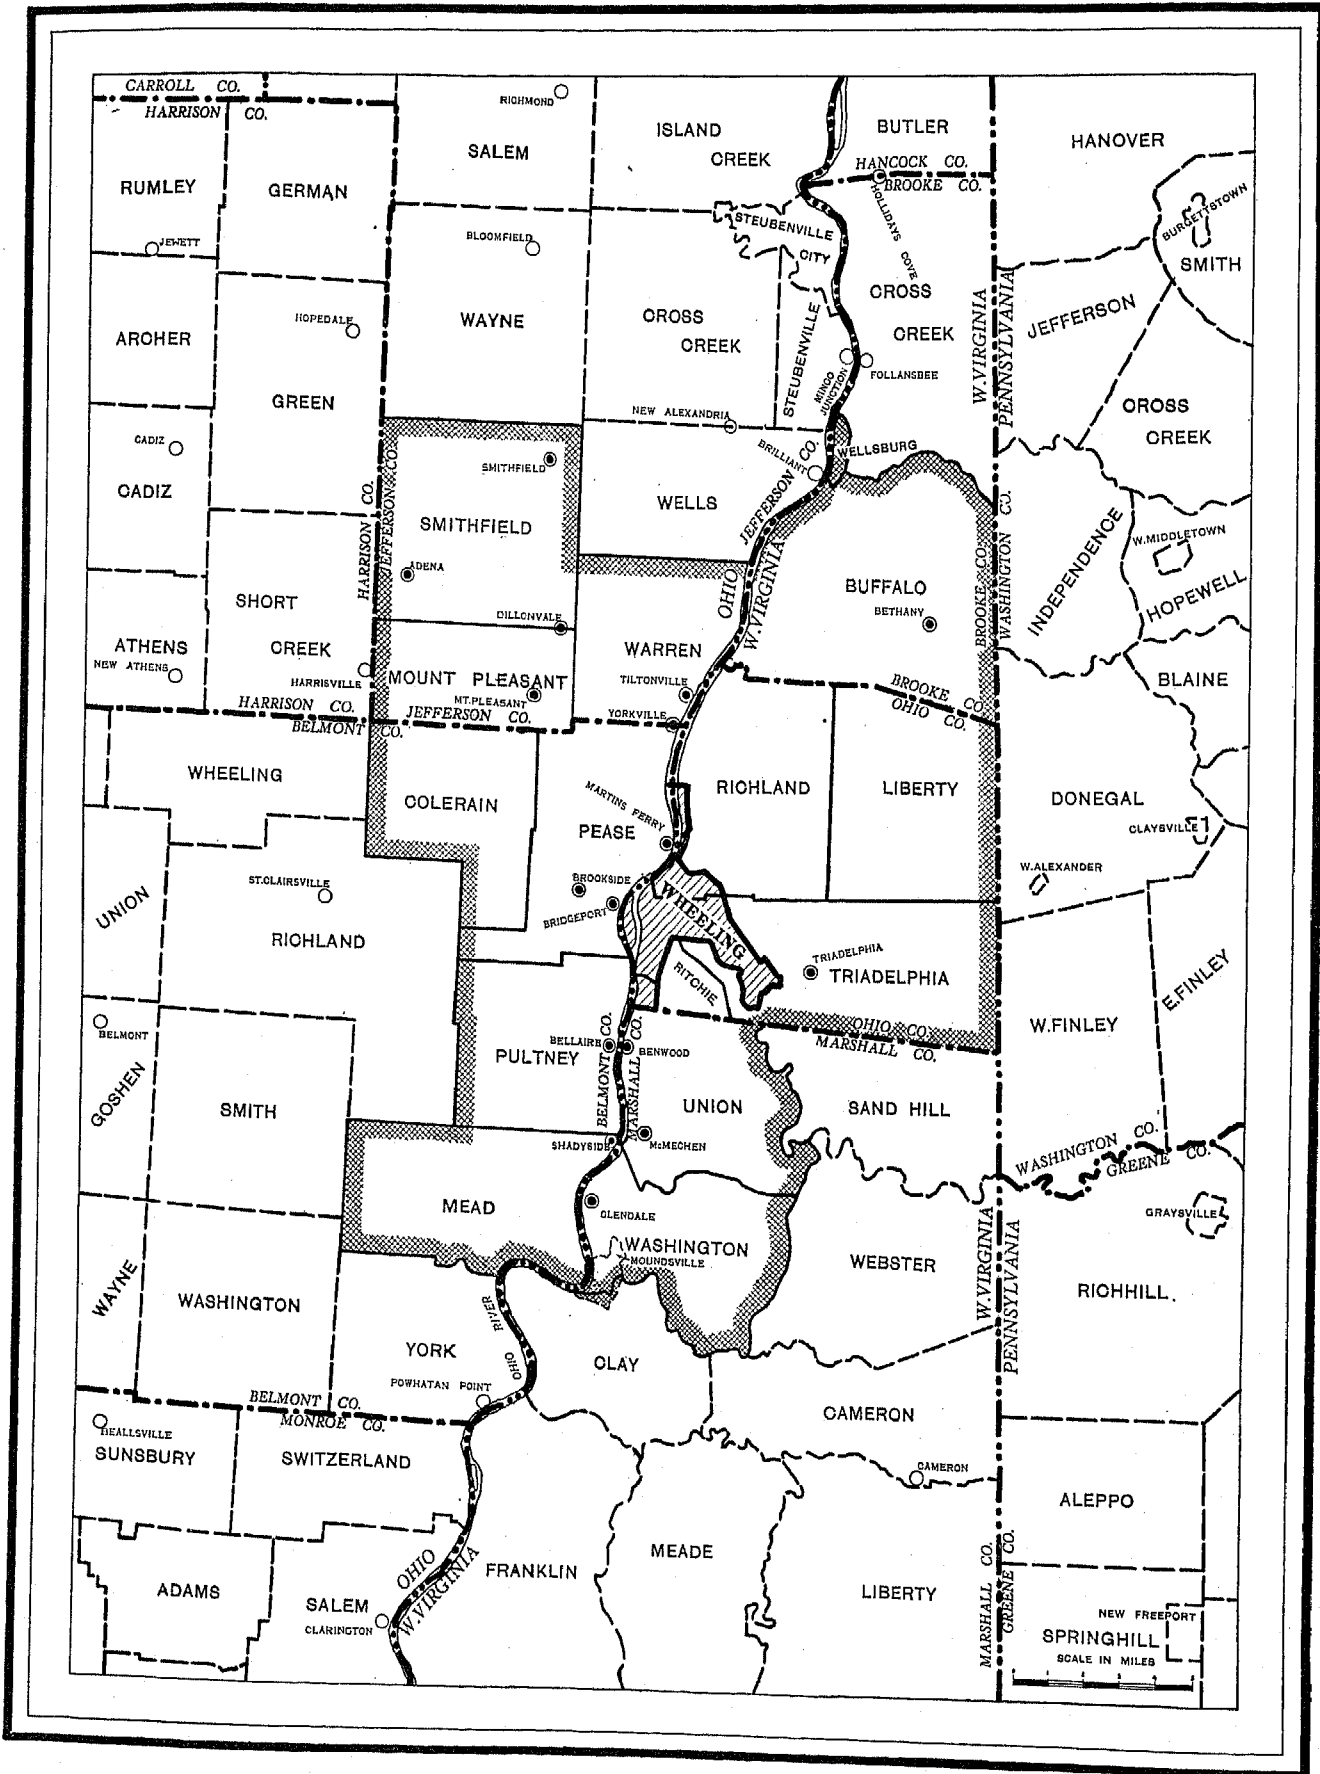 CARROLL CO.
HARRISON CO.
RICHMOND
SALEM
ISLAND
CREEK
BUTLER
HANCOCK CO.
BROOKE CO.
HANOVER
RUMLEY
GERMAN
JEWETT
BLOOMFIELD
STEUBENVILLE
CITY
HOLLIDAYS COVE
BURGETTSTOWN
SMITH
ARCHER
HOPEDALE
WAYNE
CROSS
CREEK
STEUBENVILLE
CROSS
CREEK
W.VIRGINIA
PENNSYLVANIA
JEFFERSON
MINGO
JUNCTION
FOLLANSBEE
GREEN
CADIZ
CADIZ
NEW ALEXANDRIA
BRILLIANT
WELLSBURG
CROSS
CREEK
SMITHFIELD
SMITHFIELD
WELLS
JEFFERSON CO.
HARRISON CO.
JEFFERSON CO.
ADENA
OHIO
W.VIRGINIA
BUFFALO
BETHANY
BROOKE CO.
WASHINGTON CO.
INDEPENDENCE
W.MIDDLETOWN
HOPEWELL
SHORT
CREEK
HARRISVILLE
ATHENS
NEW ATHENS
DILLONVALE
WARREN
MOUNT PLEASANT
MT.PLEASANT
TILTONVILLE
YORKVILLE
BLAINE
HARRISON CO.
BELMONT CO.
JEFFERSON CO.
BROOKE CO.
OHIO CO.
WHEELING
COLERAIN
MARTINS FERRY
PEASE
RICHLAND
LIBERTY
DONEGAL
CLAYSVILLE
W.ALEXANDER
UNION
ST.CLAIRSVILLE
RICHLAND
BROOKSIDE
BRIDGEPORT
WHEELING
RITCHIE
TRIADELPHIA
TRIADELPHIA
E.FINLEY
W.FINLEY
BELMONT
GOSHEN
SMITH
PULTNEY
BELLAIRE
BENWOOD
BELMONT CO.
MARSHALL CO.
OHIO CO.
MARSHALL CO.
UNION
SAND HILL
SHADYSIDE
McMECHEN
WASHINGTON CO.
GREENE CO.
MEAD
GLENDALE
WASHINGTON
MOUNDSVILLE
WEBSTER
W.VIRGINIA
PENNSYLVANIA
GRAYSVILLE
RICHHILL
WAYNE
WASHINGTON
OHIO RIVER
YORK
POWHATAN POINT
CLAY
BELMONT CO.
MONROE CO.
CAMERON
CAMERON
SUNSBURY
SWITZERLAND
ALEPPO
ADAMS
SALEM
CLARINGTON
OHIO
W.VIRGINIA
FRANKLIN
MEADE
LIBERTY
MARSHALL CO.
GREENE CO.
NEW FREEPORT
SPRINGHILL
SCALE IN MILES